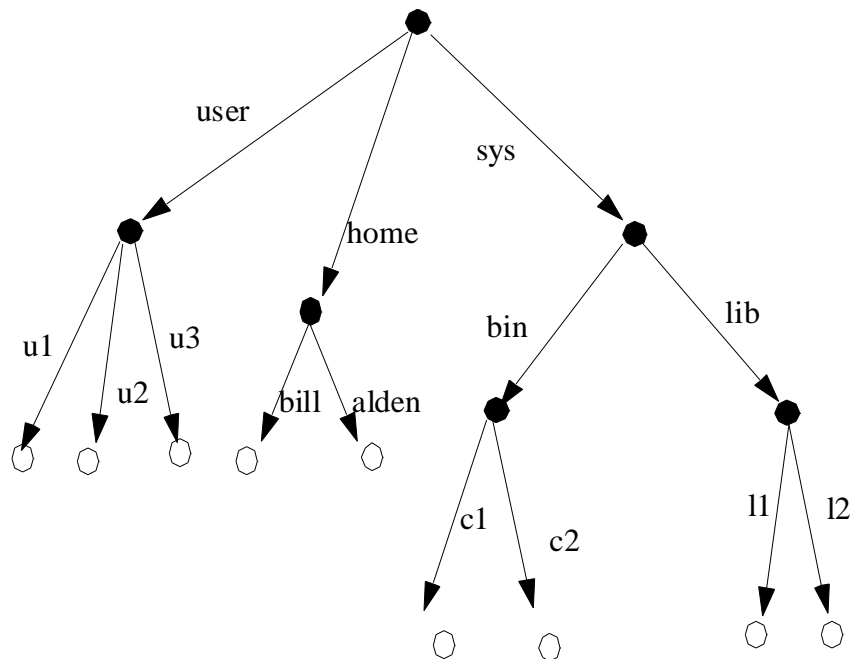 user
sys
home
bin
lib
u1
u3
u2
bill
alden
c1
c2
l1
l2